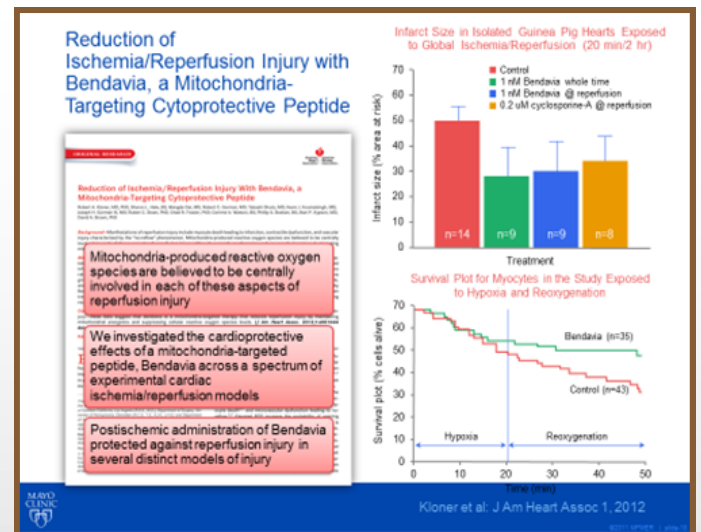 Reduction of
Ischemia/Reperfusion Injury with
Bendavia, a Mitochondria-
Targeting Cytoprotective Peptide
ORIGINAL RESEARCH
Reduction of Ischemia/Reperfusion Injury With Bendavia, a
Mitochondria-Targeting Cytoprotective Peptide
Mitochondria-produced reactive oxygen
species are believed to be centrally
involved in each of these aspects of
reperfusion injury
We investigated the cardioprotective
effects of a mitochondria-targeted
peptide, Bendavia across a spectrum of
experimental cardiac
ischemia/reperfusion models
Postischemic administration of Bendavia
protected against reperfusion injury in
several distinct models of injury
Infarct Size in Isolated Guinea Pig Hearts Exposed
to Global Ischemia/Reperfusion (20 min/2 hr)
Infarct size (% area at risk)
70
60
50
40
30
20
10
0
Control
1 nM Bendavia whole time
1 nM Bendavia @ reperfusion
0.2 uM cyclosporine-A @ reperfusion
n=14
n=9
n=9
n=8
Treatment
Survival Plot for Myocytes in the Study Exposed
to Hypoxia and Reoxygenation
Survival plot (% cells alive)
70
60
50
40
30
20
10
0
Bendavia (n=35)
Control (n=43)
Hypoxia
Reoxygenation
0 10 20 30 40 50
Time (min)
MAYO
CLINIC
Kloner et al: J Am Heart Assoc 1, 2012